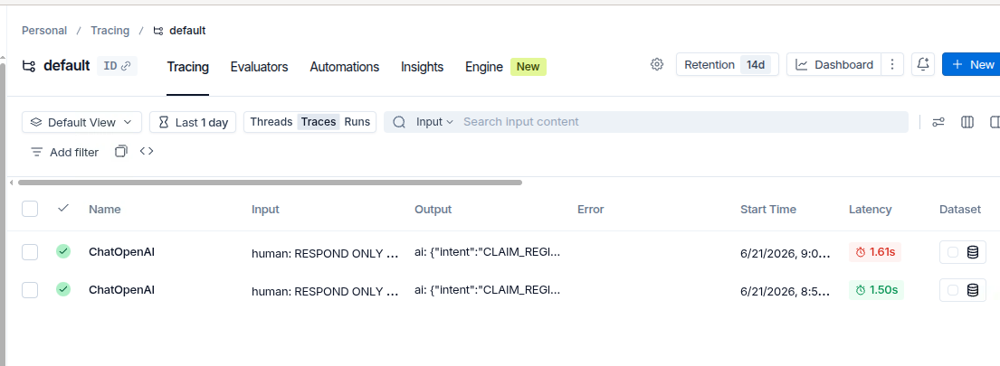 Personal / Tracing / default
default ID Tracing Evaluators Automations Insights Engine New Retention 14d Dashboard + New
Default View Last 1 day Threads Traces Runs Input Search input content
Add filter <>
Name Input Output Error Start Time Latency Dataset
ChatOpenAI human: RESPOND ONLY ... ai: {"intent":"CLAIM_REGI... 6/21/2026, 9:0... 1.61s
ChatOpenAI human: RESPOND ONLY ... ai: {"intent":"CLAIM_REGI... 6/21/2026, 8:5... 1.50s